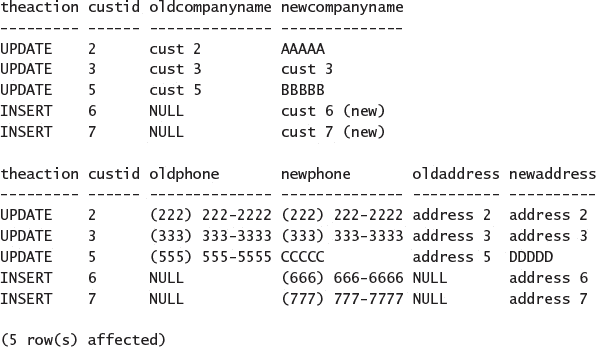 theaction custid oldcompanyname newcompanyname
--------- ------ -------------- --------------
UPDATE    2      cust 2         AAAAA
UPDATE    3      cust 3         cust 3
UPDATE    5      cust 5         BBBBB
INSERT    6      NULL           cust 6 (new)
INSERT    7      NULL           cust 7 (new)

theaction custid oldphone       newphone       oldaddress newaddress
--------- ------ -------------- -------------- ---------- ----------
UPDATE    2      (222) 222-2222 (222) 222-2222 address 2  address 2
UPDATE    3      (333) 333-3333 (333) 333-3333 address 3  address 3
UPDATE    5      (555) 555-5555 CCCCC          address 5  DDDDD
INSERT    6      NULL           (666) 666-6666 NULL       address 6
INSERT    7      NULL           (777) 777-7777 NULL       address 7

(5 row(s) affected)